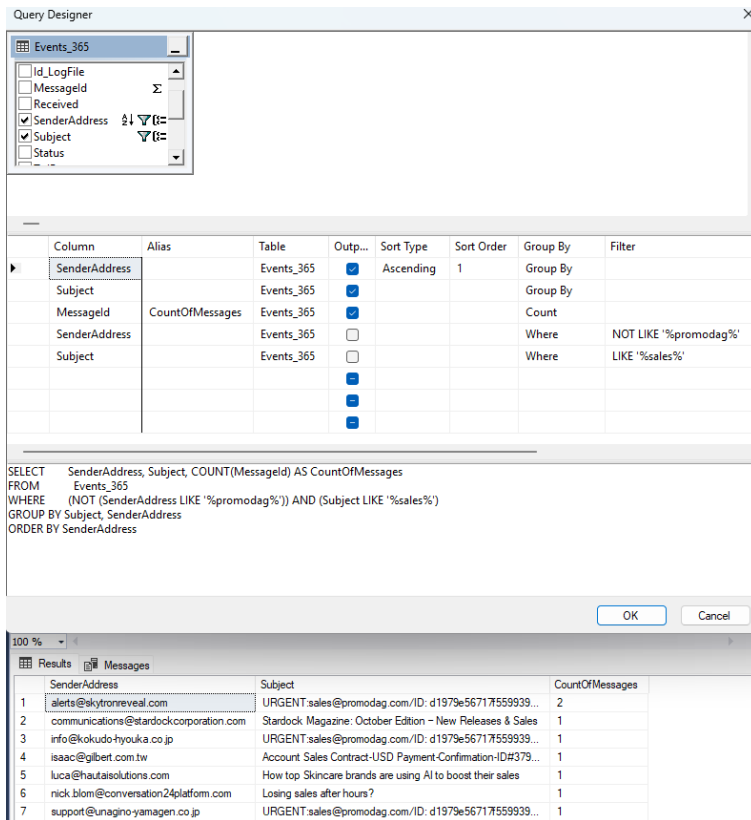 Query Designer
Events_365
Id_LogFile
MessageId Σ
Received
SenderAddress
Subject
Status
Column Alias Table Outp... Sort Type Sort Order Group By Filter
SenderAddress Events_365 Ascending 1 Group By
Subject Events_365 Group By
MessageId CountOfMessages Events_365 Count
SenderAddress Events_365 Where NOT LIKE '%promodag%'
Subject Events_365 Where LIKE '%sales%'
SELECT SenderAddress, Subject, COUNT(MessageId) AS CountOfMessages
FROM Events_365
WHERE (NOT (SenderAddress LIKE '%promodag%')) AND (Subject LIKE '%sales%')
GROUP BY Subject, SenderAddress
ORDER BY SenderAddress
OK Cancel
100 %
Results Messages
SenderAddress Subject CountOfMessages
1 alerts@skytronreveal.com URGENT:sales@promodag.com/ID: d1979e56717f559939... 2
2 communications@stardockcorporation.com Stardock Magazine: October Edition – New Releases & Sales 1
3 info@kokudo-hyouka.co.jp URGENT:sales@promodag.com/ID: d1979e56717f559939... 1
4 isaac@gilbert.com.tw Account Sales Contract-USD Payment-Confirmation-ID#379... 1
5 luca@hautaisolutions.com How top Skincare brands are using AI to boost their sales 1
6 nick.blom@conversation24platform.com Losing sales after hours? 1
7 support@unagino-yamagen.co.jp URGENT:sales@promodag.com/ID: d1979e56717f559939... 1